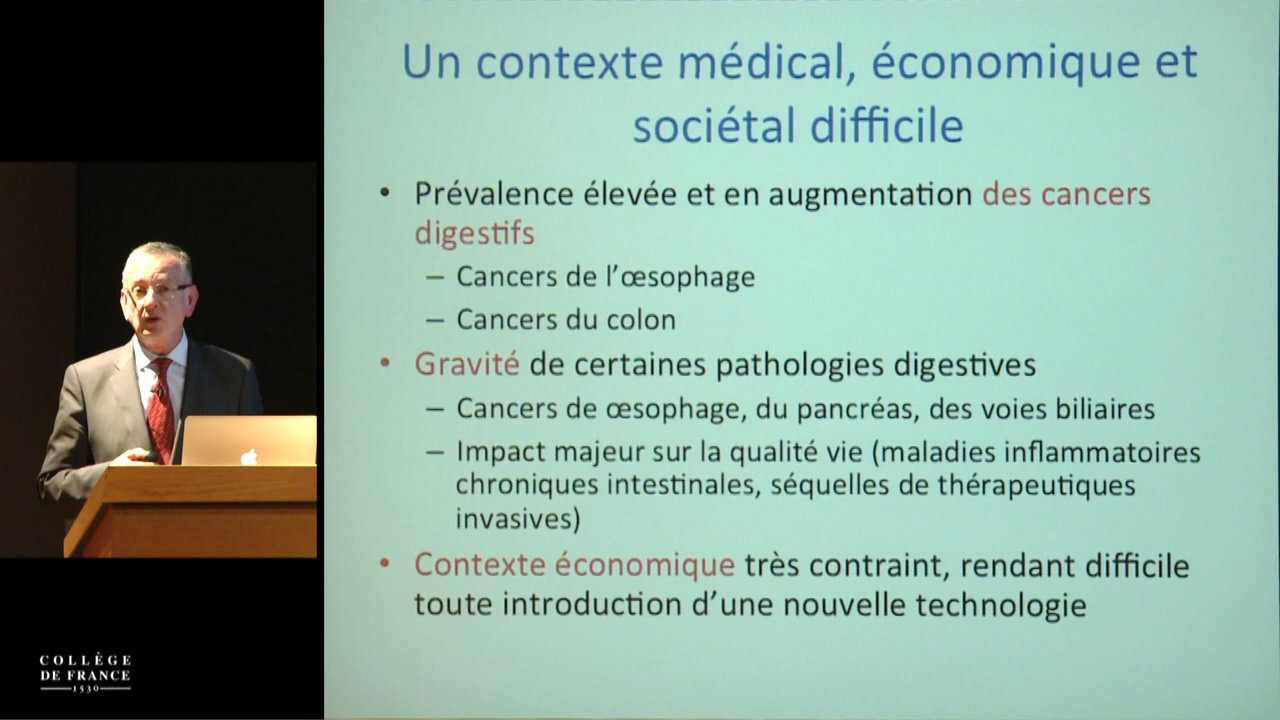 Un contexte médical, économique et
sociétal difficile
• Prévalence élevée et en augmentation des cancers
digestifs
– Cancers de l’œsophage
– Cancers du colon
• Gravité de certaines pathologies digestives
– Cancers de œsophage, du pancréas, des voies biliaires
– Impact majeur sur la qualité vie (maladies inflammatoires
chroniques intestinales, séquelles de thérapeutiques
invasives)
• Contexte économique très contraint, rendant difficile
toute introduction d’une nouvelle technologie
COLLÈGE
DE FRANCE
1530